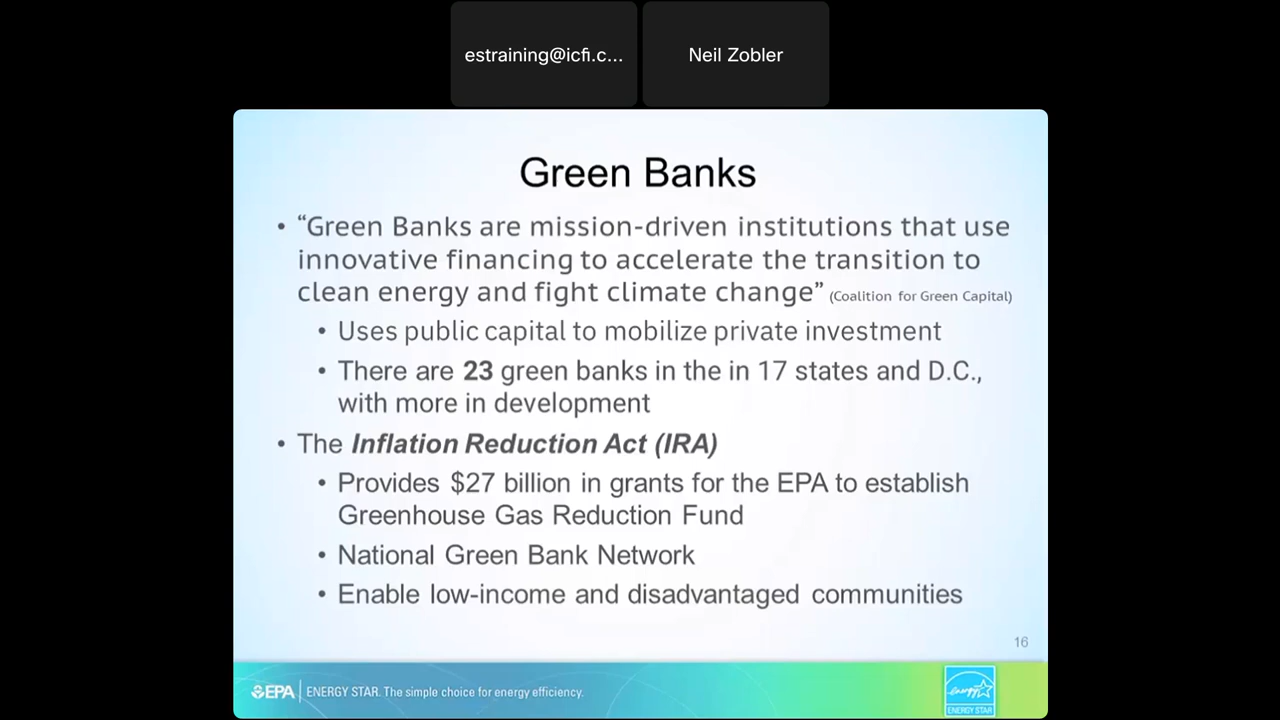 estraining@icfi.c...
Neil Zobler
Green Banks
• “Green Banks are mission-driven institutions that use
innovative financing to accelerate the transition to
clean energy and fight climate change” (Coalition for Green Capital)
• Uses public capital to mobilize private investment
• There are 23 green banks in the in 17 states and D.C.,
with more in development
• The Inflation Reduction Act (IRA)
• Provides $27 billion in grants for the EPA to establish
Greenhouse Gas Reduction Fund
• National Green Bank Network
• Enable low-income and disadvantaged communities
16
EPA ENERGY STAR. The simple choice for energy efficiency.
energy
ENERGY STAR